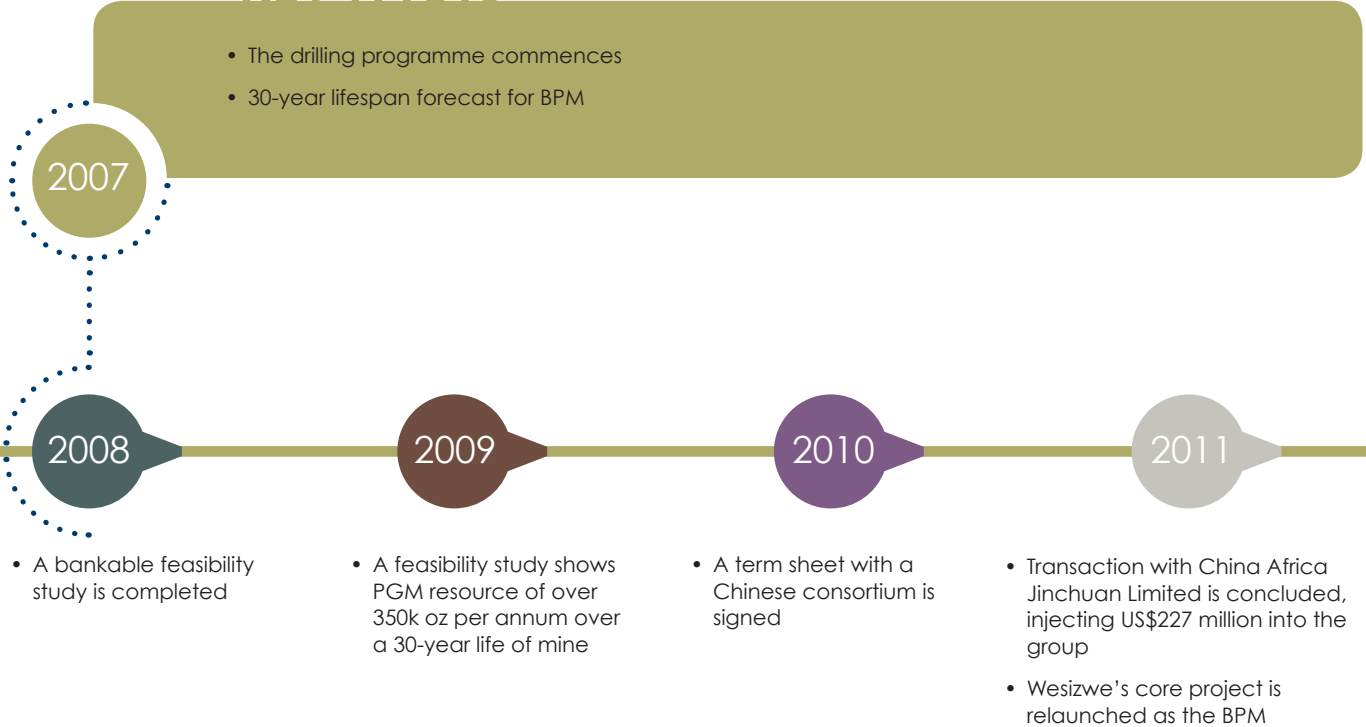 • The drilling programme commences
• 30-year lifespan forecast for BPM
2007
2008
• A bankable feasibility
study is completed
2009
• A feasibility study shows
PGM resource of over
350k oz per annum over
a 30-year life of mine
2010
• A term sheet with a
Chinese consortium is
signed
2011
• Transaction with China Africa
Jinchuan Limited is concluded,
injecting US$227 million into the
group
• Wesizwe’s core project is
relaunched as the BPM